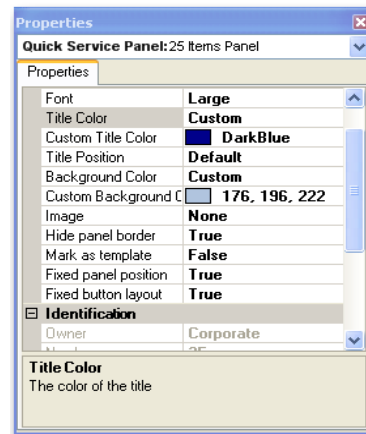 Properties
Quick Service Panel: 25 Items Panel
Properties
Font Large
Title Color Custom
Custom Title Color DarkBlue
Title Position Default
Background Color Custom
Custom Background C 176, 196, 222
Image None
Hide panel border True
Mark as template False
Fixed panel position True
Fixed button layout True
Identification
Owner Corporate
Title Color
The color of the title